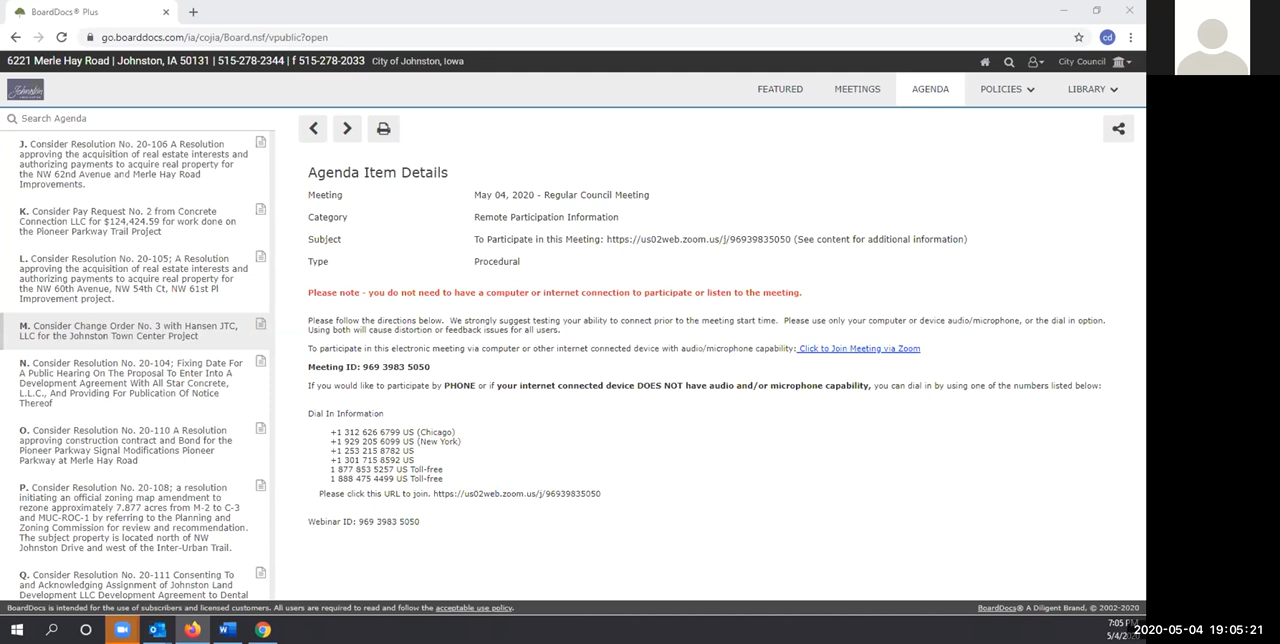 BoardDocs® Plus
go.boarddocs.com/ia/cojia/Board.nsf/vpublic?open
cd
6221 Merle Hay Road | Johnston, IA 50131 | 515-278-2344 | f 515-278-2033 City of Johnston, Iowa
City Council
Johnston
FEATURED
MEETINGS
AGENDA
POLICIES
LIBRARY
Search Agenda
J. Consider Resolution No. 20-106 A Resolution
approving the acquisition of real estate interests and
authorizing payments to acquire real property for
the NW 62nd Avenue and Merle Hay Road
Improvements.
K. Consider Pay Request No. 2 from Concrete
Connection LLC for $124,424.59 for work done on
the Pioneer Parkway Trail Project
L. Consider Resolution No. 20-105; A Resolution
approving the acquisition of real estate interests and
authorizing payments to acquire real property for
the NW 60th Avenue, NW 54th Ct, NW 61st Pl
Improvement project.
M. Consider Change Order No. 3 with Hansen JTC,
LLC for the Johnston Town Center Project
N. Consider Resolution No. 20-104; Fixing Date For
A Public Hearing On The Proposal To Enter Into A
Development Agreement With All Star Concrete,
L.L.C., And Providing For Publication Of Notice
Thereof
O. Consider Resolution No. 20-110 A Resolution
approving construction contract and Bond for the
Pioneer Parkway Signal Modifications Pioneer
Parkway at Merle Hay Road
P. Consider Resolution No. 20-108; a resolution
initiating an official zoning map amendment to
rezone approximately 7.877 acres from M-2 to C-3
and MUC-ROC-1 by referring to the Planning and
Zoning Commission for review and recommendation.
The subject property is located north of NW
Johnston Drive and west of the Inter-Urban Trail.
Q. Consider Resolution No. 20-111 Consenting To
and Acknowledging Assignment of Johnston Land
Development LLC Development Agreement to Dental
Agenda Item Details
Meeting May 04, 2020 - Regular Council Meeting
Category Remote Participation Information
Subject To Participate in this Meeting: https://us02web.zoom.us/j/96939835050 (See content for additional information)
Type Procedural
Please note - you do not need to have a computer or internet connection to participate or listen to the meeting.
Please follow the directions below. We strongly suggest testing your ability to connect prior to the meeting start time. Please use only your computer or device audio/microphone, or the dial in option.
Using both will cause distortion or feedback issues for all users.
To participate in this electronic meeting via computer or other internet connected device with audio/microphone capability: Click to Join Meeting via Zoom
Meeting ID: 969 3983 5050
If you would like to participate by PHONE or if your internet connected device DOES NOT have audio and/or microphone capability, you can dial in by using one of the numbers listed below:
Dial In Information
+1 312 626 6799 US (Chicago)
+1 929 205 6099 US (New York)
+1 253 215 8782 US
+1 301 715 8592 US
1 877 853 5257 US Toll-free
1 888 475 4499 US Toll-free
Please click this URL to join. https://us02web.zoom.us/j/96939835050
Webinar ID: 969 3983 5050
BoardDocs is intended for the use of subscribers and licensed customers. All users are required to read and follow the acceptable use policy.
BoardDocs® A Diligent Brand, © 2002-2020
7:05 PM
5/4/
2020-05-04 19:05:21